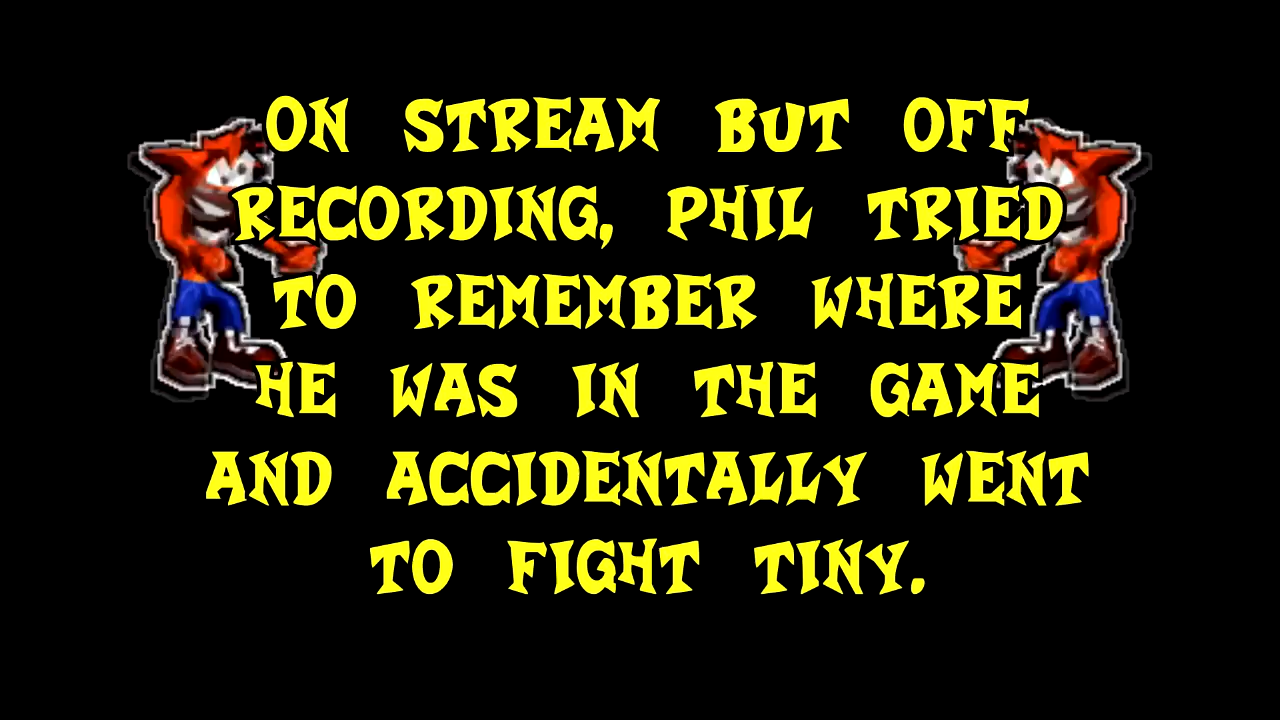 ON STREAM BUT OFF
RECORDING, PHIL TRIED
TO REMEMBER WHERE
HE WAS IN THE GAME
AND ACCIDENTALLY WENT
TO FIGHT TINY.